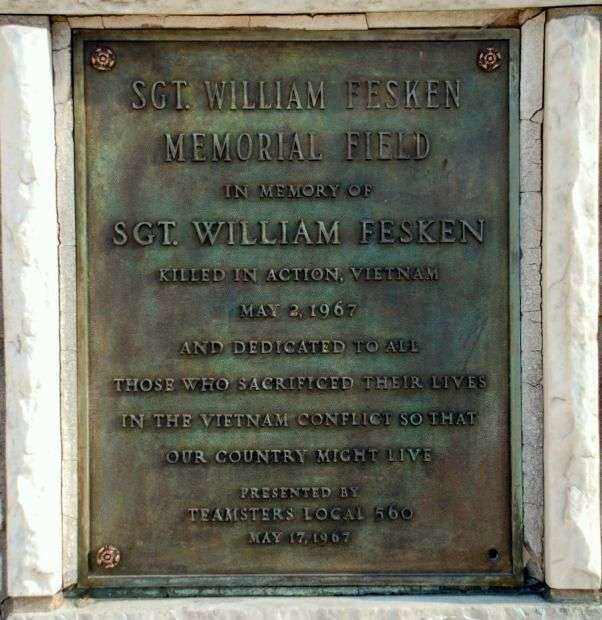 SGT. WILLIAM FESKEN
MEMORIAL FIELD
IN MEMORY OF
SGT. WILLIAM FESKEN
KILLED IN ACTION, VIETNAM
MAY 2, 1967
AND DEDICATED TO ALL
THOSE WHO SACRIFICED THEIR LIVES
IN THE VIETNAM CONFLICT SO THAT
OUR COUNTRY MIGHT LIVE
PRESENTED BY
TEAMSTERS LOCAL 560
MAY 17, 1967